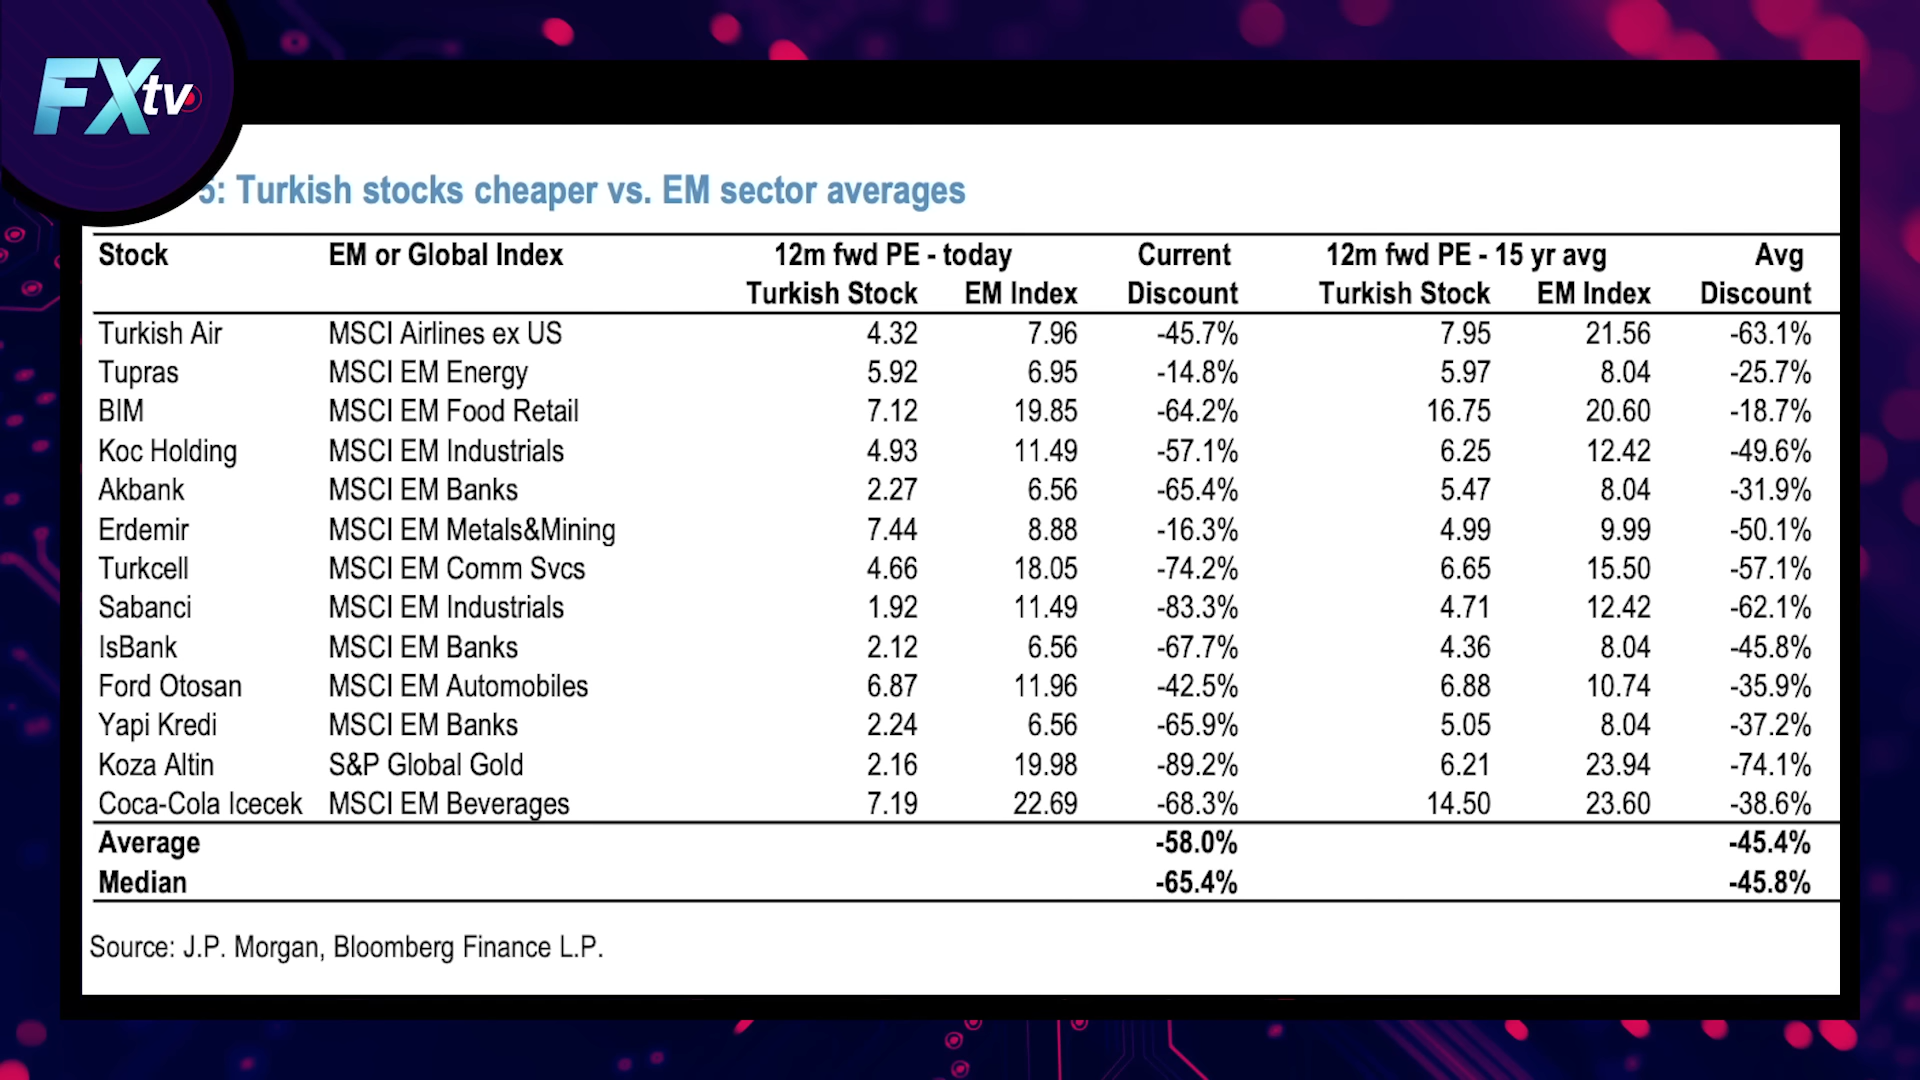 FXtv
5: Turkish stocks cheaper vs. EM sector averages
Stock EM or Global Index 12m fwd PE - today Current 12m fwd PE - 15 yr avg Avg
Turkish Stock EM Index Discount Turkish Stock EM Index Discount
Turkish Air MSCI Airlines ex US 4.32 7.96 -45.7% 7.95 21.56 -63.1%
Tupras MSCI EM Energy 5.92 6.95 -14.8% 5.97 8.04 -25.7%
BIM MSCI EM Food Retail 7.12 19.85 -64.2% 16.75 20.60 -18.7%
Koc Holding MSCI EM Industrials 4.93 11.49 -57.1% 6.25 12.42 -49.6%
Akbank MSCI EM Banks 2.27 6.56 -65.4% 5.47 8.04 -31.9%
Erdemir MSCI EM Metals&Mining 7.44 8.88 -16.3% 4.99 9.99 -50.1%
Turkcell MSCI EM Comm Svcs 4.66 18.05 -74.2% 6.65 15.50 -57.1%
Sabanci MSCI EM Industrials 1.92 11.49 -83.3% 4.71 12.42 -62.1%
IsBank MSCI EM Banks 2.12 6.56 -67.7% 4.36 8.04 -45.8%
Ford Otosan MSCI EM Automobiles 6.87 11.96 -42.5% 6.88 10.74 -35.9%
Yapi Kredi MSCI EM Banks 2.24 6.56 -65.9% 5.05 8.04 -37.2%
Koza Altin S&P Global Gold 2.16 19.98 -89.2% 6.21 23.94 -74.1%
Coca-Cola Icecek MSCI EM Beverages 7.19 22.69 -68.3% 14.50 23.60 -38.6%
Average -58.0% -45.4%
Median -65.4% -45.8%
Source: J.P. Morgan, Bloomberg Finance L.P.